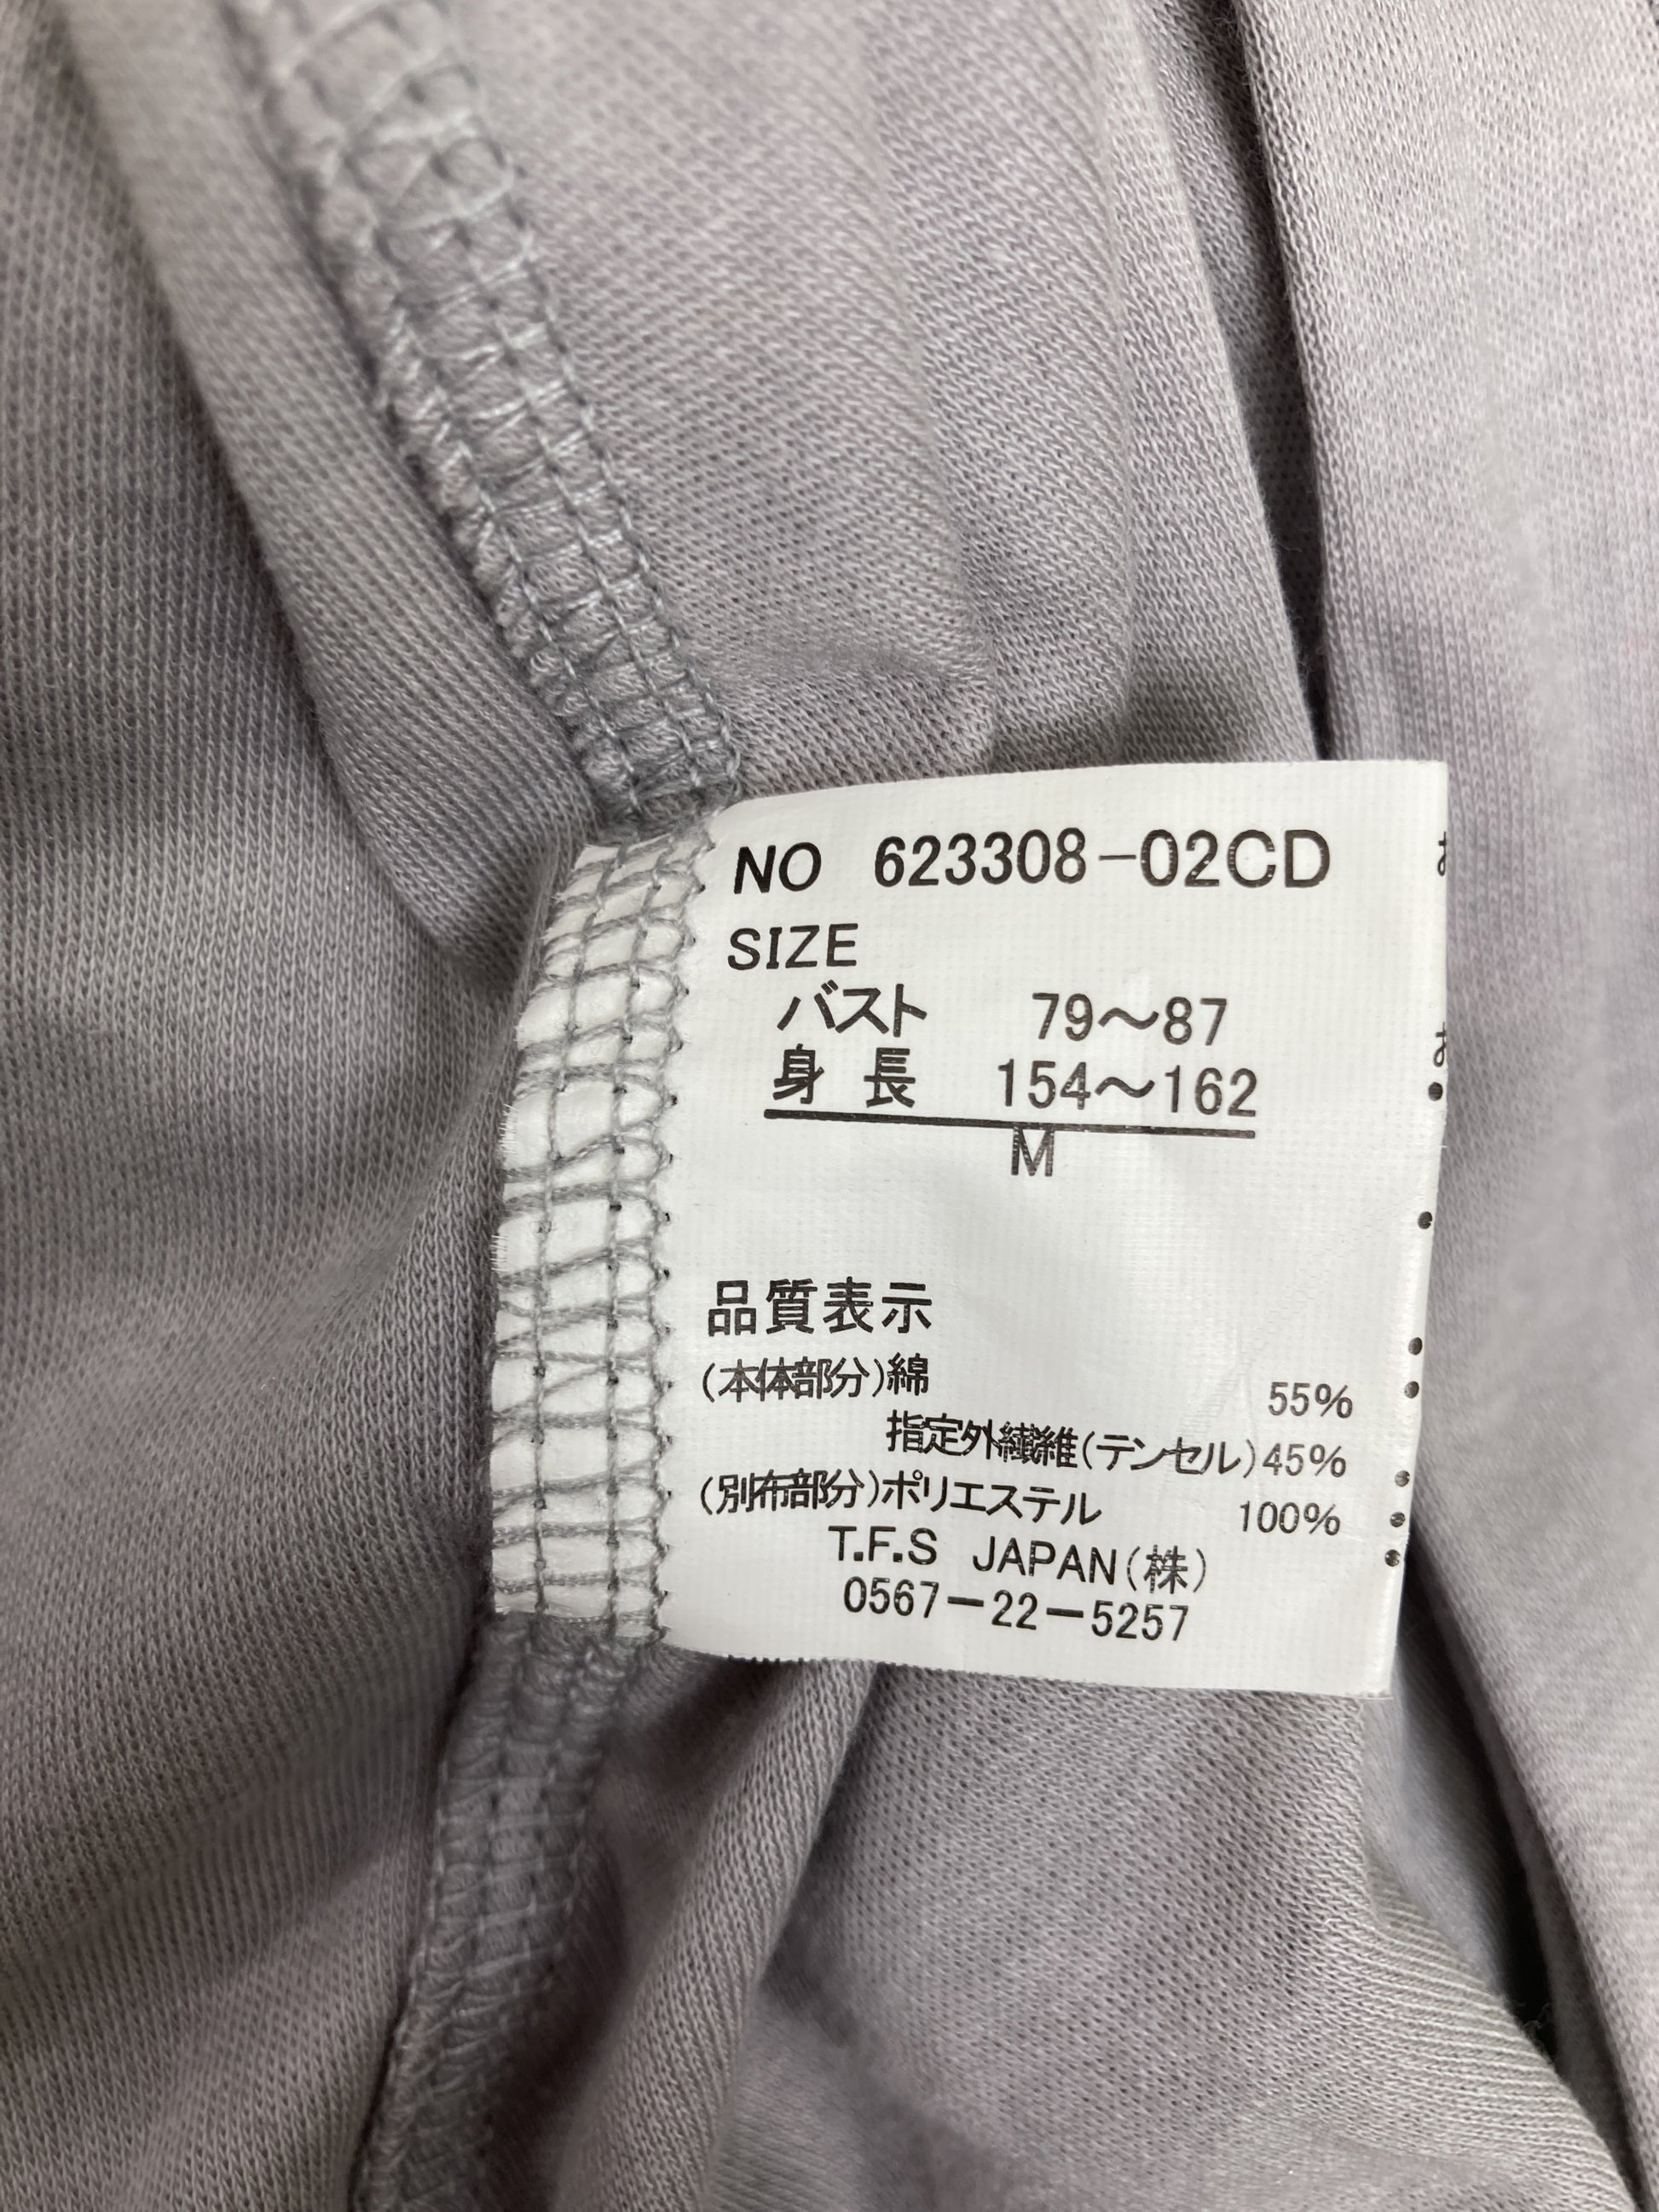 NO 623308-02CD
SIZE
バスト 79～87
身長 154～162
M
品質表示
(本体部分)綿 55%
指定外繊維(テンセル)45%
(別布部分)ポリエステル 100%
T.F.S JAPAN(株)
0567-22-5257